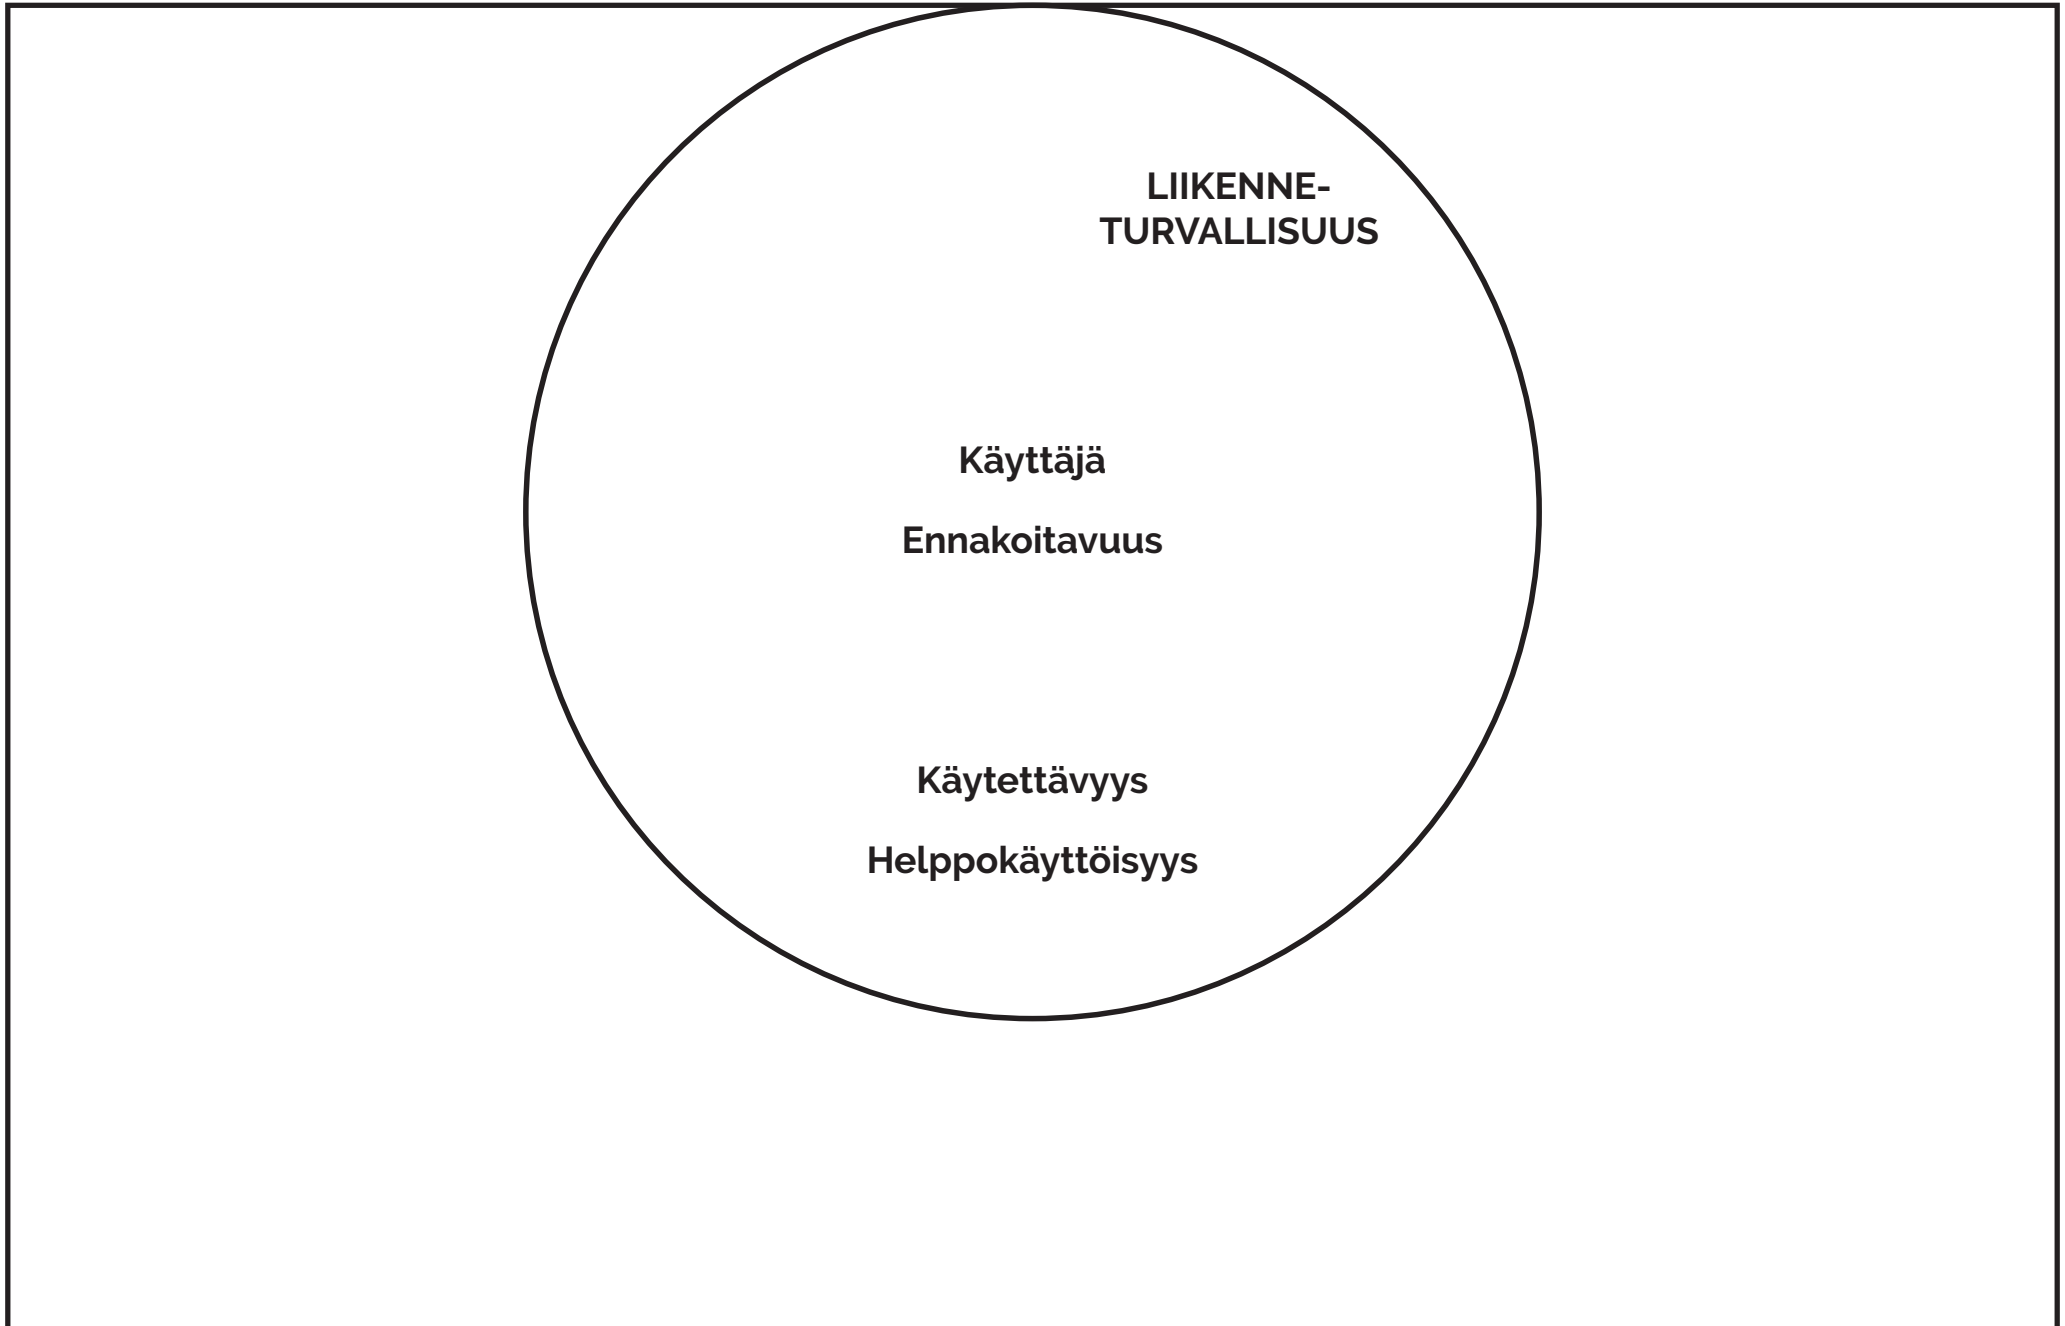 LIIKENNE-
TURVALLISUUS
Käyttäjä
Ennakoitavuus
Käytettävyys
Helppokäyttöisyys